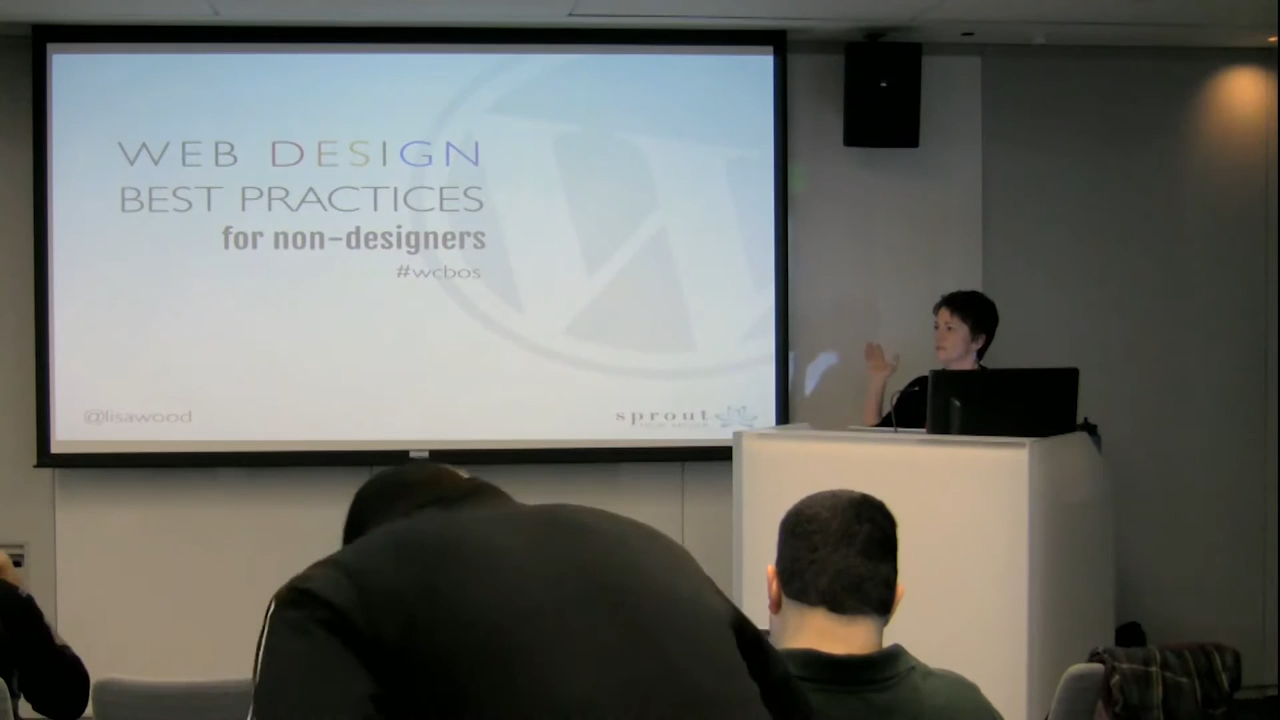 WEB DESIGN
BEST PRACTICES
for non-designers
#wcbos
@lisawood
sprout